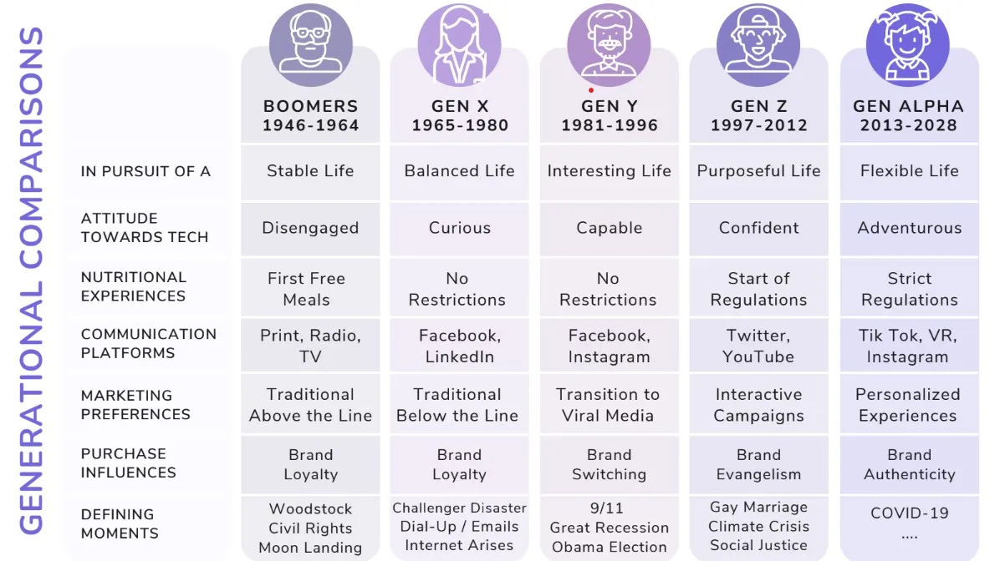 GENERATIONAL COMPARISONS
BOOMERS
1946-1964
GEN X
1965-1980
GEN Y
1981-1996
GEN Z
1997-2012
GEN ALPHA
2013-2028
IN PURSUIT OF A
Stable Life
Balanced Life
Interesting Life
Purposeful Life
Flexible Life
ATTITUDE
TOWARDS TECH
Disengaged
Curious
Capable
Confident
Adventurous
NUTRITIONAL
EXPERIENCES
First Free
Meals
No
Restrictions
No
Restrictions
Start of
Regulations
Strict
Regulations
COMMUNICATION
PLATFORMS
Print, Radio,
TV
Facebook,
LinkedIn
Facebook,
Instagram
Twitter,
YouTube
Tik Tok, VR,
Instagram
MARKETING
PREFERENCES
Traditional
Above the Line
Traditional
Below the Line
Transition to
Viral Media
Interactive
Campaigns
Personalized
Experiences
PURCHASE
INFLUENCES
Brand
Loyalty
Brand
Loyalty
Brand
Switching
Brand
Evangelism
Brand
Authenticity
DEFINING
MOMENTS
Woodstock
Civil Rights
Moon Landing
Challenger Disaster
Dial-Up / Emails
Internet Arises
9/11
Great Recession
Obama Election
Gay Marriage
Climate Crisis
Social Justice
COVID-19
....